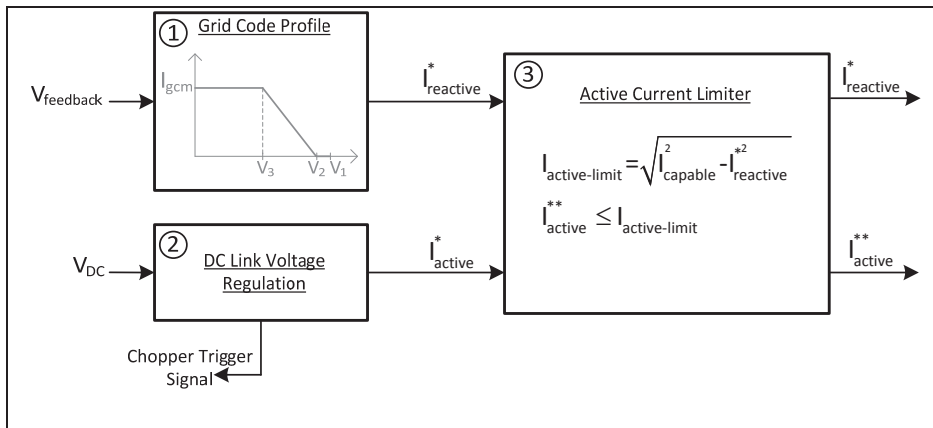 ① Grid Code Profile
I_gcm
V_feedback
V_3 V_2 V_1
I*_reactive
② DC Link Voltage
Regulation
V_DC
I*_active
Chopper Trigger
Signal
③
Active Current Limiter
I_active-limit = √(I²_capable - I*²_reactive)
I**_active ≤ I_active-limit
I*_reactive
I**_active